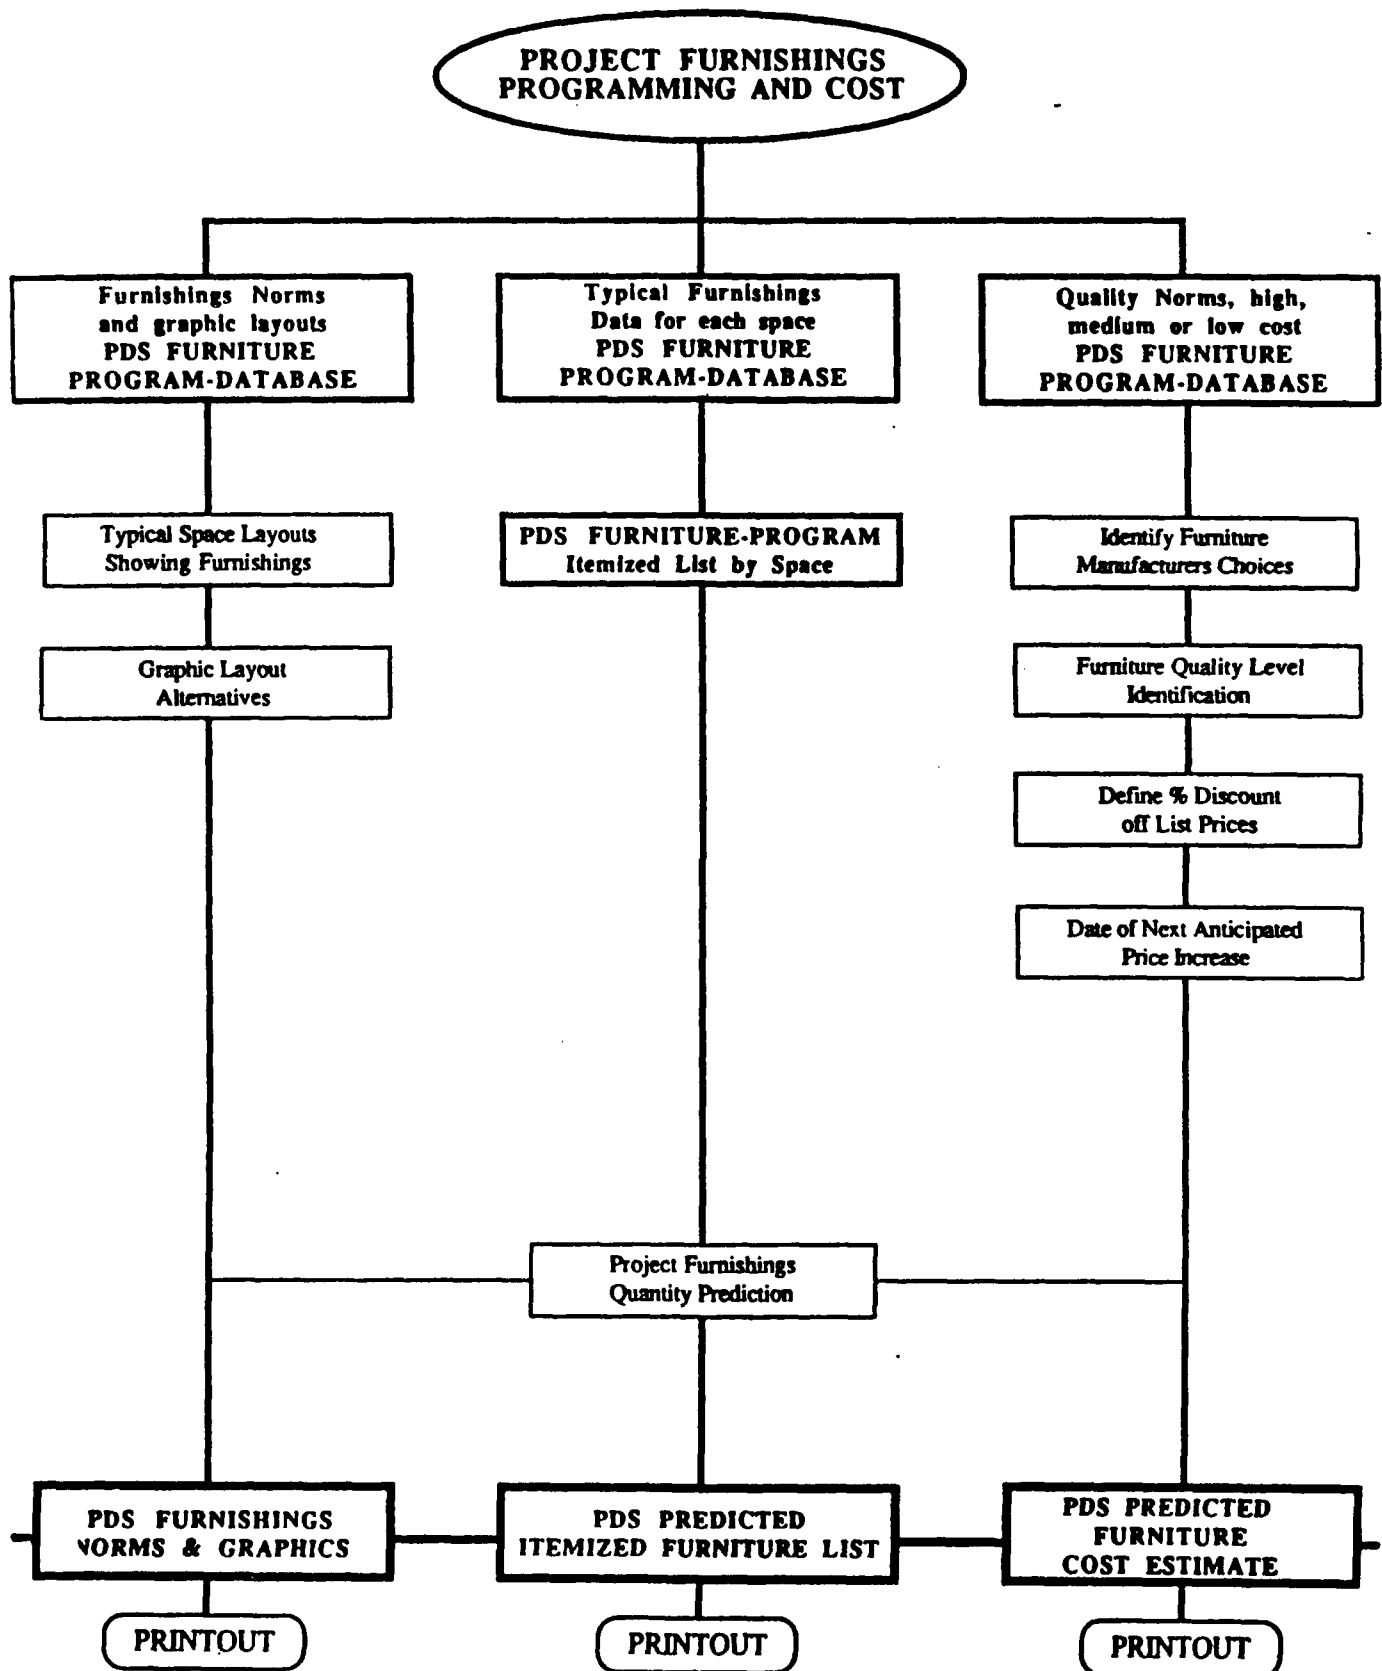 PROJECT FURNISHINGS
PROGRAMMING AND COST
Furnishings Norms
and graphic layouts
PDS FURNITURE
PROGRAM-DATABASE
Typical Furnishings
Data for each space
PDS FURNITURE
PROGRAM-DATABASE
Quality Norms, high,
medium or low cost
PDS FURNITURE
PROGRAM-DATABASE
Typical Space Layouts
Showing Furnishings
PDS FURNITURE-PROGRAM
Itemized List by Space
Identify Furniture
Manufacturers Choices
Graphic Layout
Alternatives
Furniture Quality Level
Identification
Define % Discount
off List Prices
Date of Next Anticipated
Price Increase
Project Furnishings
Quantity Prediction
PDS FURNISHINGS
NORMS & GRAPHICS
PDS PREDICTED
ITEMIZED FURNITURE LIST
PDS PREDICTED
FURNITURE
COST ESTIMATE
PRINTOUT
PRINTOUT
PRINTOUT